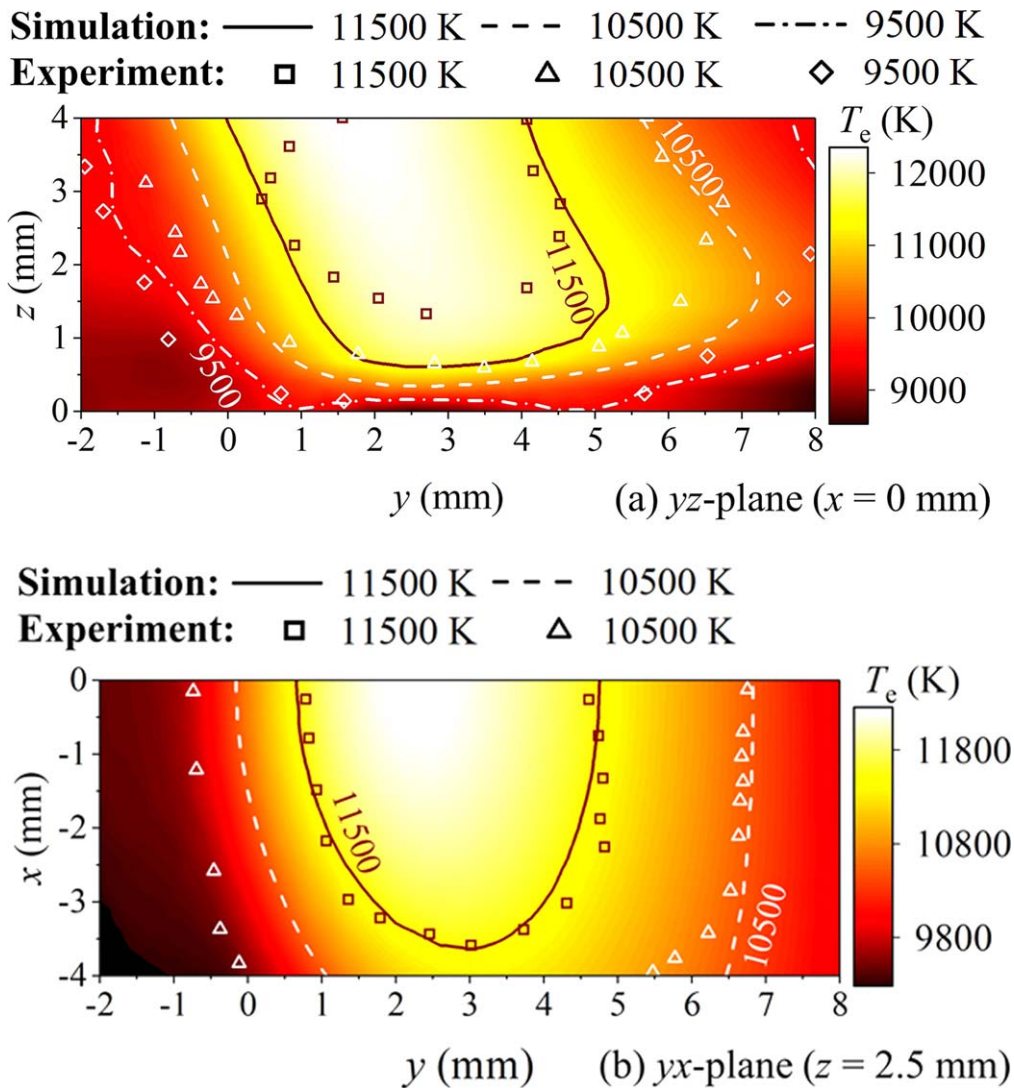 Simulation: 11500 K 10500 K 9500 K
Experiment: 11500 K 10500 K 9500 K
4
3
2
1
0
z (mm)
-2 -1 0 1 2 3 4 5 6 7 8
y (mm)
9500
11500
10500
Te (K)
12000
11000
10000
9000
(a) yz-plane (x = 0 mm)
Simulation: 11500 K 10500 K
Experiment: 11500 K 10500 K
0
-1
-2
-3
-4
x (mm)
-2 -1 0 1 2 3 4 5 6 7 8
y (mm)
11500
10500
Te (K)
11800
10800
9800
(b) yx-plane (z = 2.5 mm)